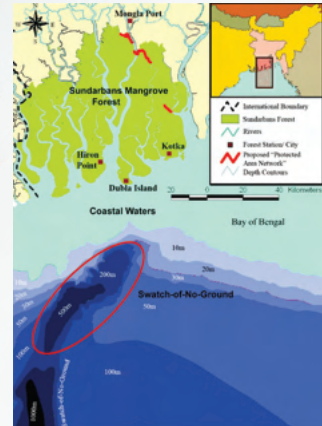 Mongla Port
Sundarbans Mangrove
Forest
Hiron
Point
Kotka
Dubla Island
International Boundary
Sundarbans Forest
Rivers
Forest Station/ City
Proposed "Protected
Area Network"
Depth Contours
20
0
20
40 Kilometers
Coastal Waters
Bay of Bengal
10m
20m
30m
50m
200m
Swatch-of-No-Ground
500m
100m
Swatch-of-No-Ground
1000m